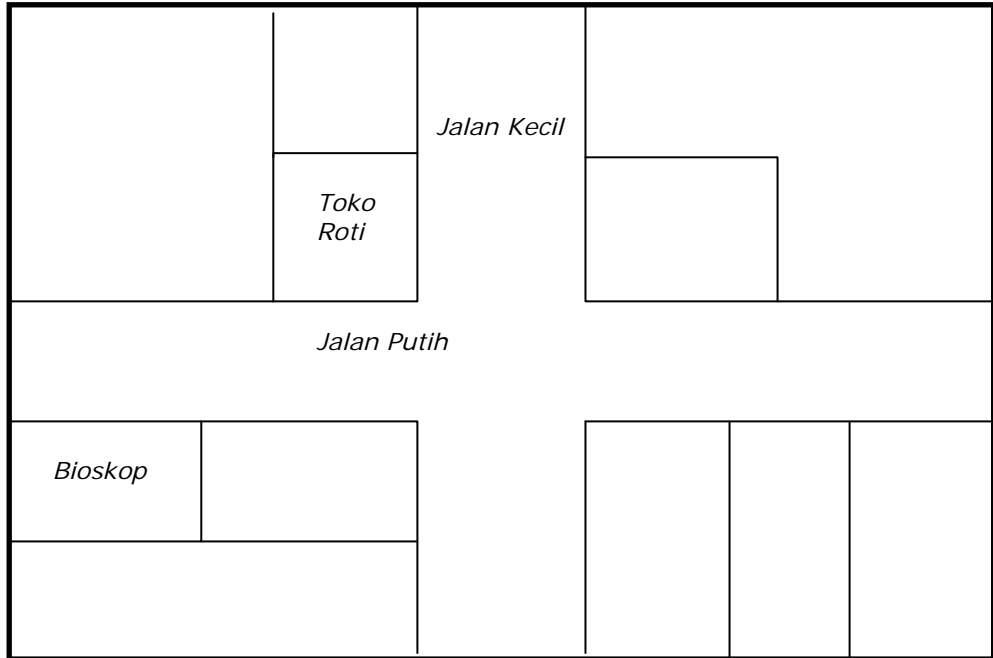 Jalan Kecil
Toko
Roti
Jalan Putih
Bioskop